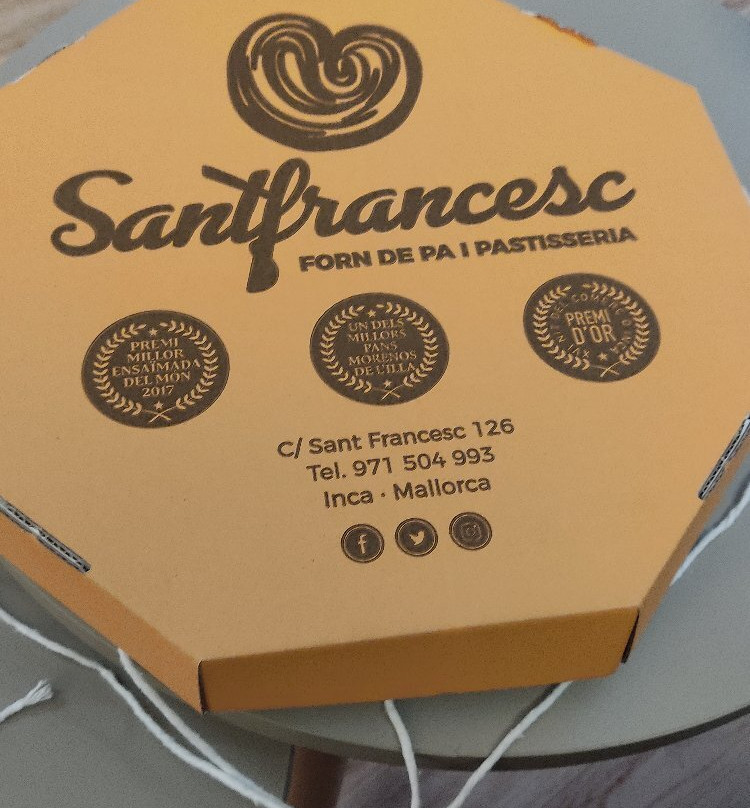 Santfrancesc
FORN DE PA I PASTISSERIA
PREMI
MILLOR
ENSAÏMADA
DEL MÓN
2017
UN DELS
MILLORS
PANS
MORENOS
DE L'ILLA
PREMI
D'OR
C/ Sant Francesc 126
Tel. 971 504 993
Inca · Mallorca